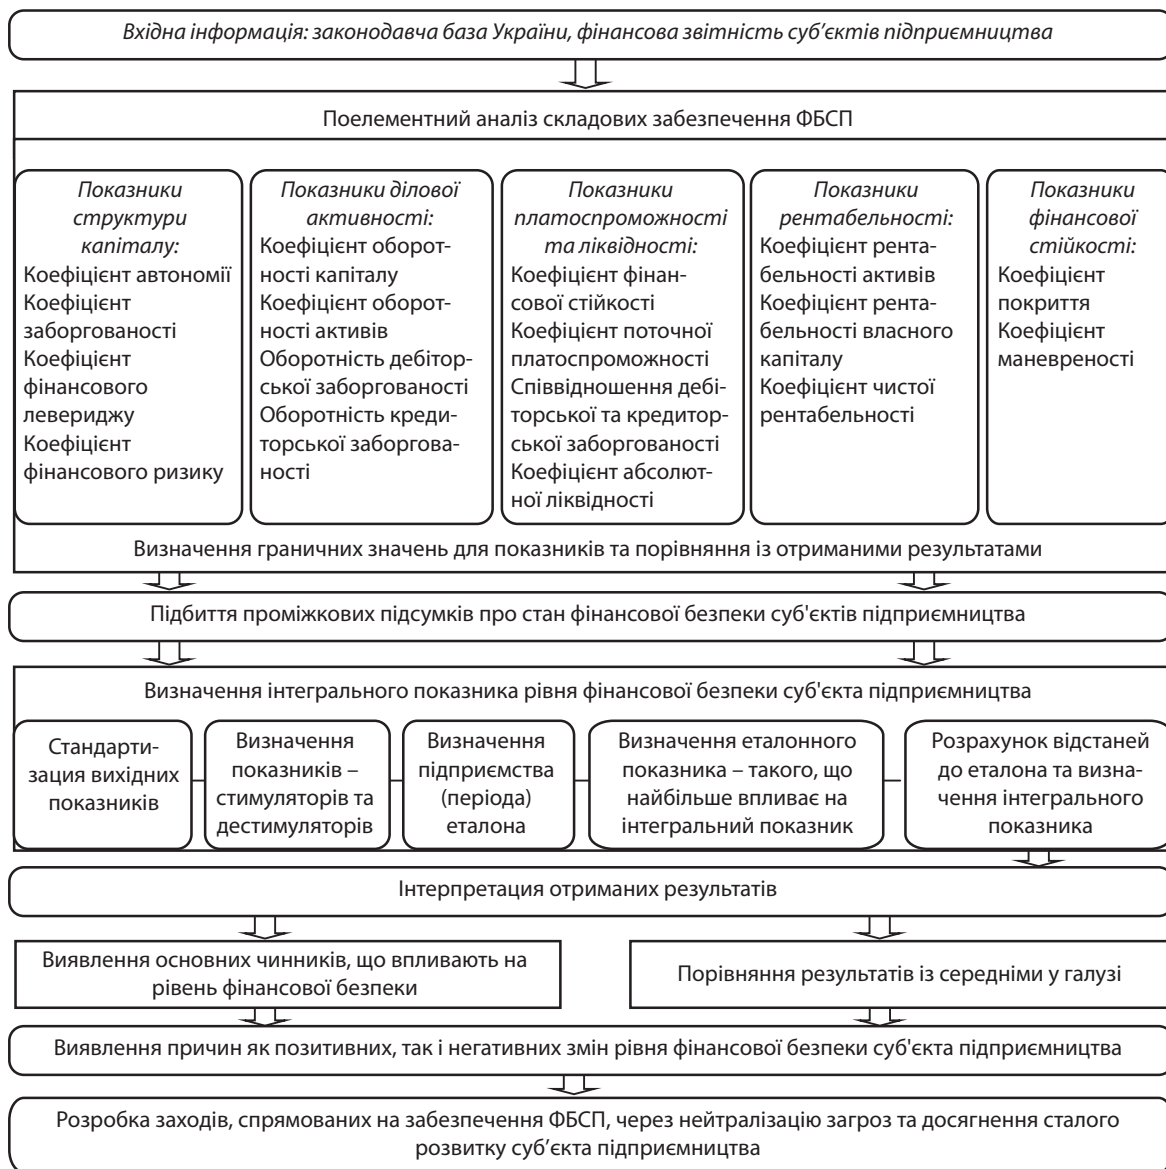 Вхідна інформація: законодавча база України, фінансова звітність суб’єктів підприємництва
Поелементний аналіз складових забезпечення ФБСП
Показники
структури
капіталу:
Коефіцієнт автономії
Коефіцієнт
заборгованості
Коефіцієнт
фінансового
левериджу
Коефіцієнт
фінансового ризику
Показники ділової
активності:
Коефіцієнт оборот-
ності капіталу
Коефіцієнт оборот-
ності активів
Оборотність дебітор-
ської заборгованості
Оборотність креди-
торської заборгова-
ності
Показники
платоспроможності
та ліквідності:
Коефіцієнт фінан-
сової стійкості
Коефіцієнт поточної
платоспроможності
Співвідношення дебі-
торської та кредитор-
ської заборгованості
Коефіцієнт абсолют-
ної ліквідності
Показники
рентабельності:
Коефіцієнт рента-
бельності активів
Коефіцієнт рента-
бельності власного
капіталу
Коефіцієнт чистої
рентабельності
Показники
фінансової
стійкості:
Коефіцієнт
покриття
Коефіцієнт
маневреності
Визначення граничних значень для показників та порівняння із отриманими результатами
Підбиття проміжкових підсумків про стан фінансової безпеки суб'єктів підприємництва
Визначення інтегрального показника рівня фінансової безпеки суб'єкта підприємництва
Стандарти-
зация вихідних
показників
Визначення
показників –
стимуляторів та
дестимуляторів
Визначення
підприємства
(періода)
еталона
Визначення еталонного
показника – такого, що
найбільше впливає на
інтегральний показник
Розрахунок відстаней
до еталона та визна-
чення інтегрального
показника
Інтерпретация отриманих результатів
Виявлення основних чинників, що впливають на
рівень фінансової безпеки
Порівняння результатів із середніми у галузі
Виявлення причин як позитивних, так і негативних змін рівня фінансової безпеки суб'єкта підприємництва
Розробка заходів, спрямованих на забезпечення ФБСП, через нейтралізацію загроз та досягнення сталого
розвитку суб’єкта підприємництва